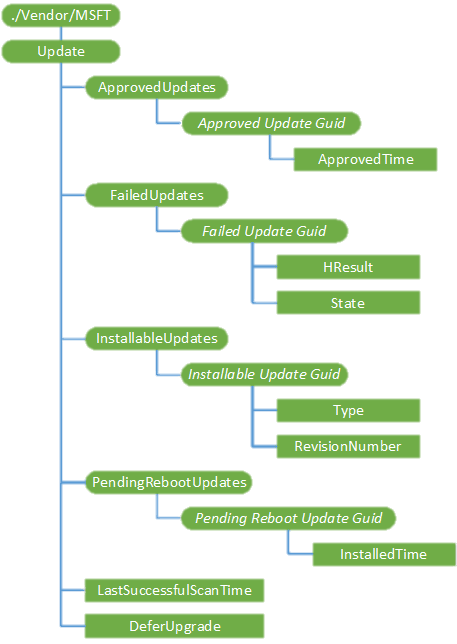 ./Vendor/MSFT
Update
ApprovedUpdates
Approved Update Guid
ApprovedTime
FailedUpdates
Failed Update Guid
HResult
State
InstallableUpdates
Installable Update Guid
Type
RevisionNumber
PendingRebootUpdates
Pending Reboot Update Guid
InstalledTime
LastSuccessfulScanTime
DeferUpgrade